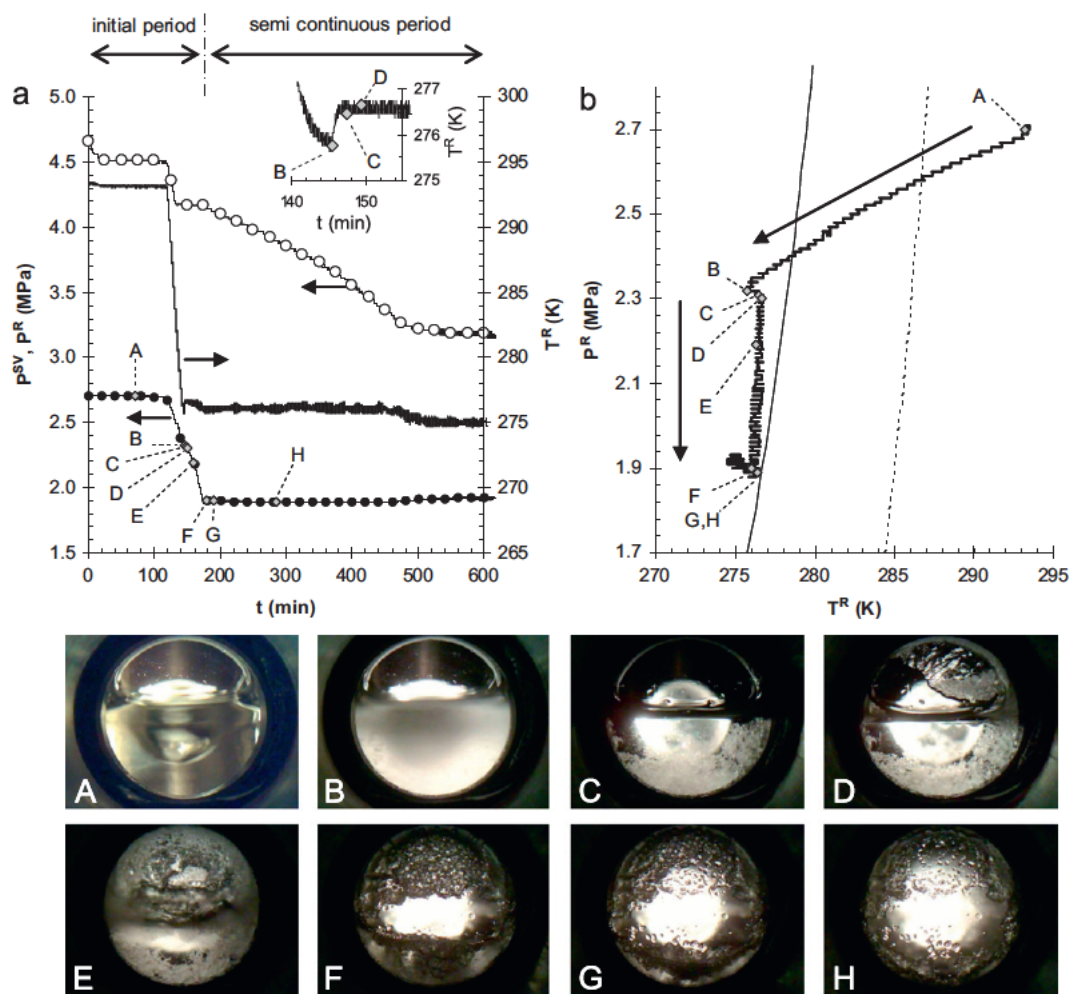 initial period semi continuous period
a
5.0
4.5
4.0
3.5
3.0
2.5
2.0
1.5
P^SV, P^R (MPa)
300
295
290
285
280
275
270
265
T^R (K)
0 100 200 300 400 500 600
t (min)
277
276
275
T^R (K)
140 150
t (min)
D
C
B
A
B
C
D
E
F
G
H
b
2.7
2.5
2.3
2.1
1.9
1.7
P^R (MPa)
270 275 280 285 290 295
T^R (K)
A
B
C
D
E
F
G,H
A B C D
E F G H